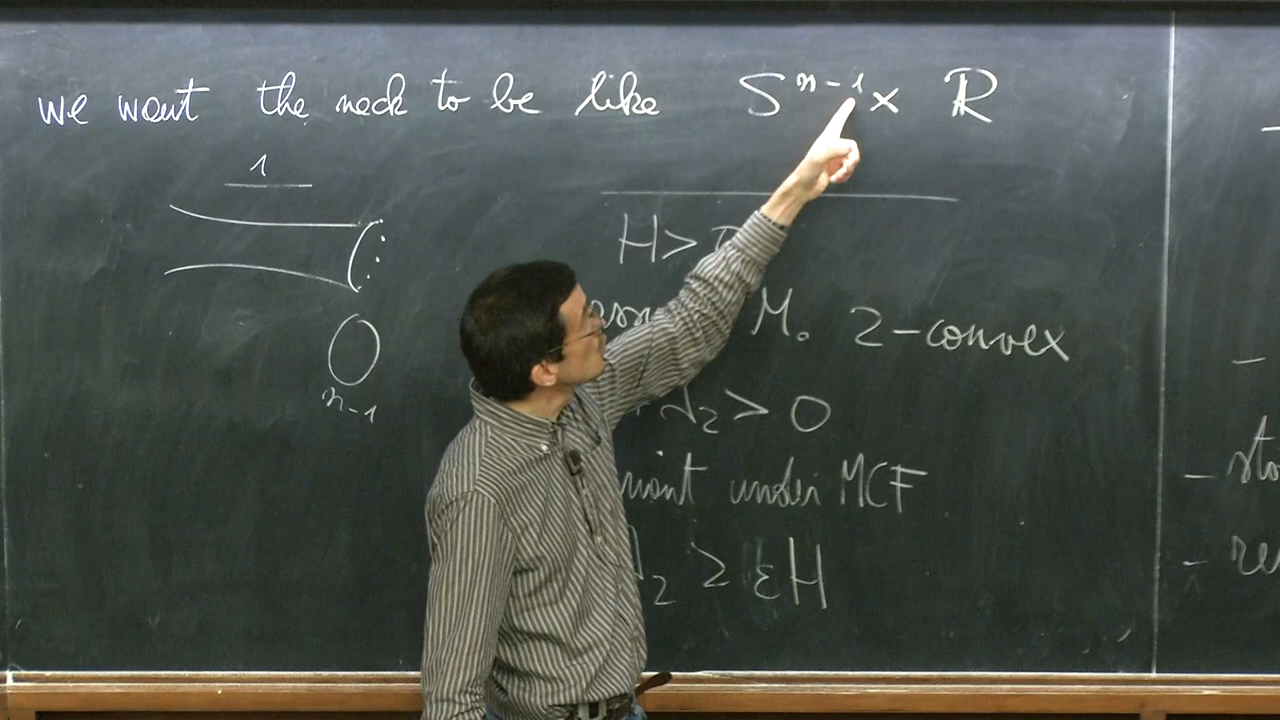 we want the neck to be like S^{n-1} x ℝ
1
H >
M₀ 2-convex
λ₂ > 0
n-1
under MCF
λ₂ ≥ εH